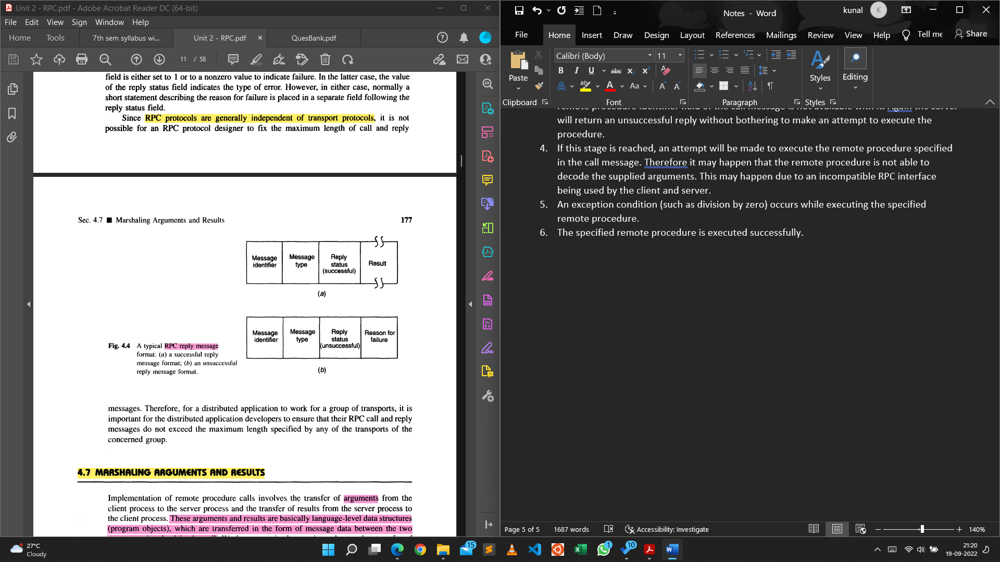 Unit 2 - RPC.pdf - Adobe Acrobat Reader DC (64-bit)
File Edit View Sign Window Help
Home Tools 7th sem syllabus wi... Unit 2 - RPC.pdf × QuesBank.pdf
11 / 58
field is either set to 1 or to a nonzero value to indicate failure. In the latter case, the value
of the reply status field indicates the type of error. However, in either case, normally a
short statement describing the reason for failure is placed in a separate field following the
reply status field.
Since RPC protocols are generally independent of transport protocols, it is not
possible for an RPC protocol designer to fix the maximum length of call and reply
Sec. 4.7 ■ Marshaling Arguments and Results 177
Message identifier
Message type
Reply status (successful)
Result
(a)
Message identifier
Message type
Reply status (unsuccessful)
Reason for failure
(b)
Fig. 4.4 A typical RPC reply message
format: (a) a successful reply
message format; (b) an unsuccessful
reply message format.
messages. Therefore, for a distributed application to work for a group of transports, it is
important for the distributed application developers to ensure that their RPC call and reply
messages do not exceed the maximum length specified by any of the transports of the
concerned group.
4.7 MARSHALING ARGUMENTS AND RESULTS
Implementation of remote procedure calls involves the transfer of arguments from the
client process to the server process and the transfer of results from the server process to
the client process. These arguments and results are basically language-level data structures
(program objects), which are transferred in the form of message data between the two
Notes - Word
kunal K
File Home Insert Draw Design Layout References Mailings Review View Help Tell me Share
Paste
Clipboard
Calibri (Body) 11
Font
Paragraph
Styles
Styles
Editing
remote procedure identifier field of the call message is not available with it. Again the server
will return an unsuccessful reply without bothering to make an attempt to execute the
procedure.
4. If this stage is reached, an attempt will be made to execute the remote procedure specified
in the call message. Therefore it may happen that the remote procedure is not able to
decode the supplied arguments. This may happen due to an incompatible RPC interface
being used by the client and server.
5. An exception condition (such as division by zero) occurs while executing the specified
remote procedure.
6. The specified remote procedure is executed successfully.
Page 5 of 5 1687 words Accessibility: Investigate 140%
27°C
Cloudy
15
1
10
21:20
19-09-2022